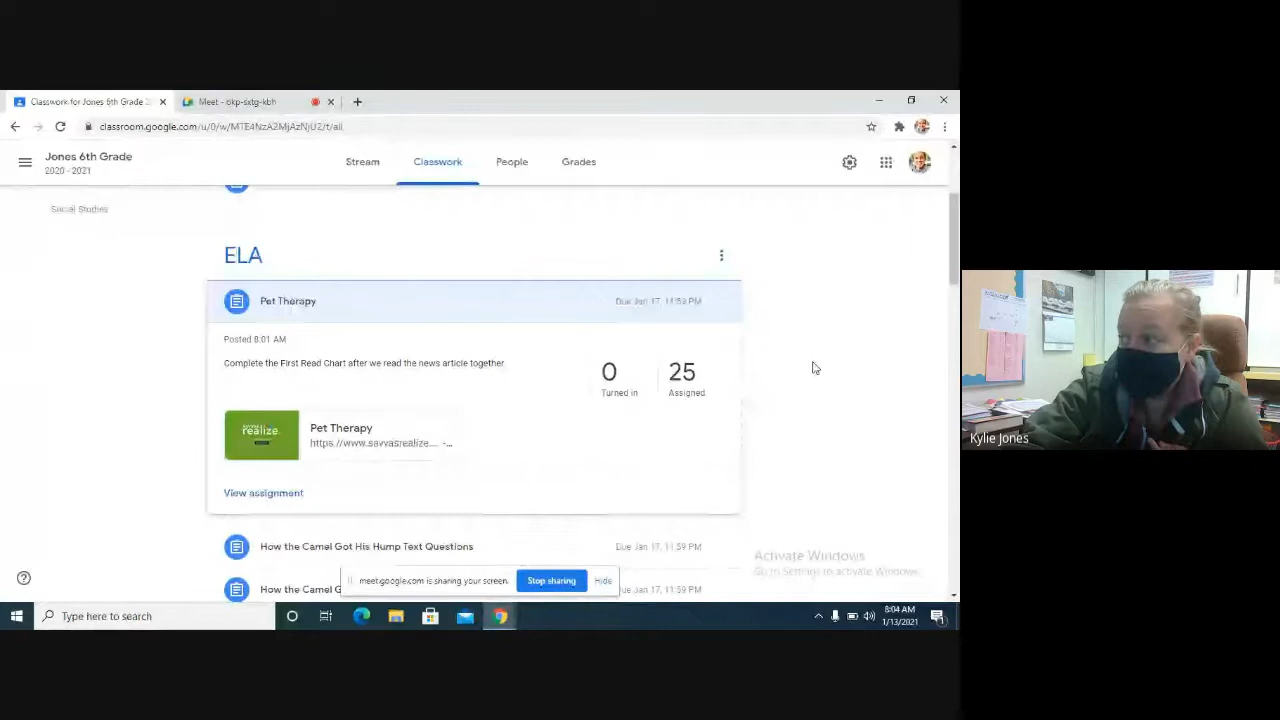 Classwork for Jones 6th Grade 2
Meet - okp-sxtg-kbh
classroom.google.com/u/0/w/MTE4NzA2MjAzNjU2/t/all
Jones 6th Grade
2020 - 2021
Stream
Classwork
People
Grades
Social Studies
ELA
Pet Therapy
Due Jan 17, 11:59 PM
Posted 8:01 AM
Complete the First Read Chart after we read the news article together
0
Turned in
25
Assigned
realize.
Pet Therapy
https://www.savvasrealize.... -...
View assignment
How the Camel Got His Hump Text Questions
Due Jan 17, 11:59 PM
How the Camel G
Due Jan 17, 11:59 PM
meet.google.com is sharing your screen.
Stop sharing
Hide
Activate Windows
Go to Settings to activate Windows.
Type here to search
8:04 AM
1/13/2021
Kylie Jones